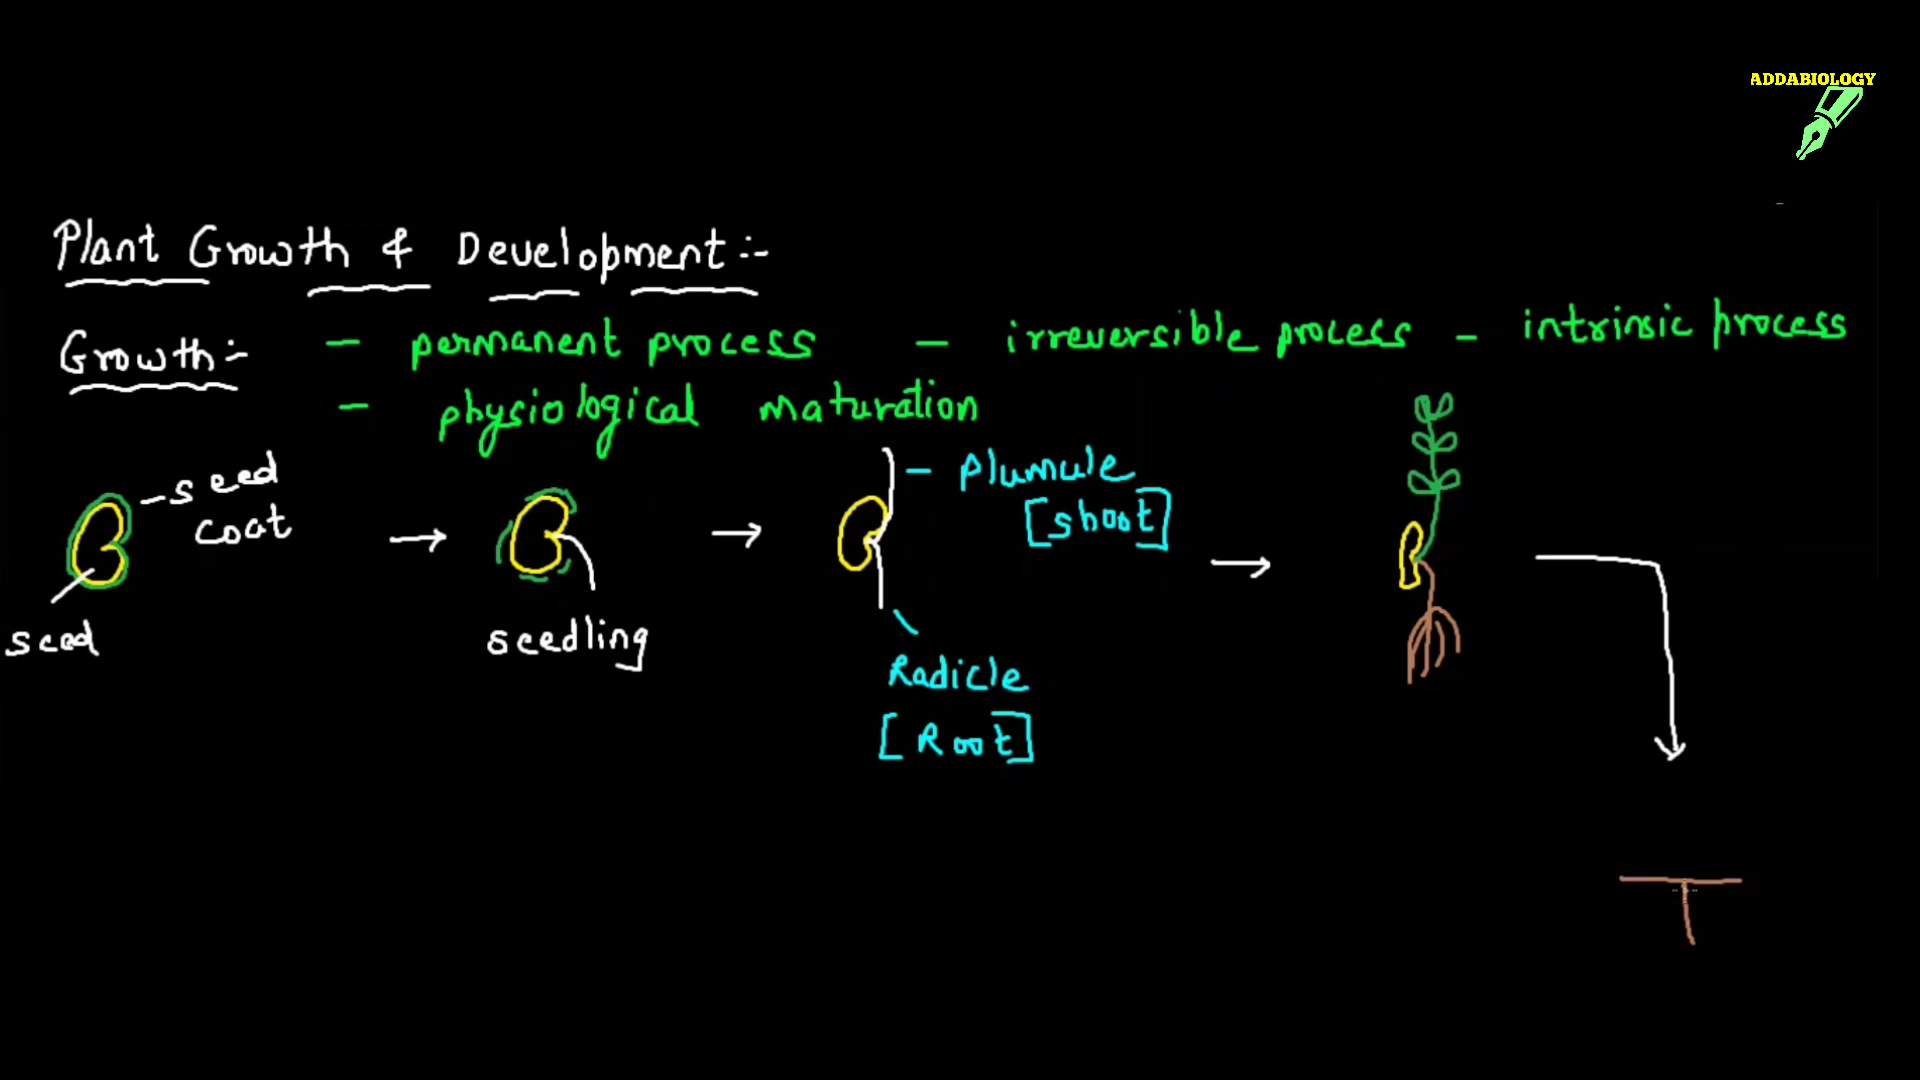 ADDABIOLOGY
Plant Growth & Development:-
Growth:- - permanent process - irreversible process - intrinsic process
- physiological maturation
- seed coat
seed
seedling
- Plumule
[shoot]
Radicle
[Root]